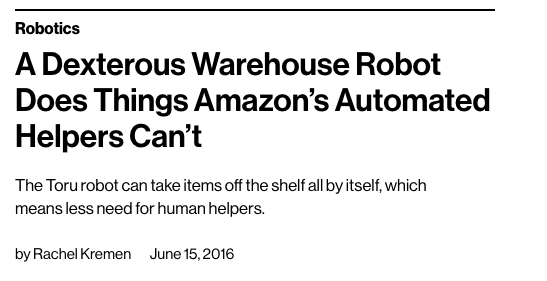 Robotics
A Dexterous Warehouse Robot
Does Things Amazon’s Automated
Helpers Can’t
The Toru robot can take items off the shelf all by itself, which
means less need for human helpers.
by Rachel Kremen June 15, 2016